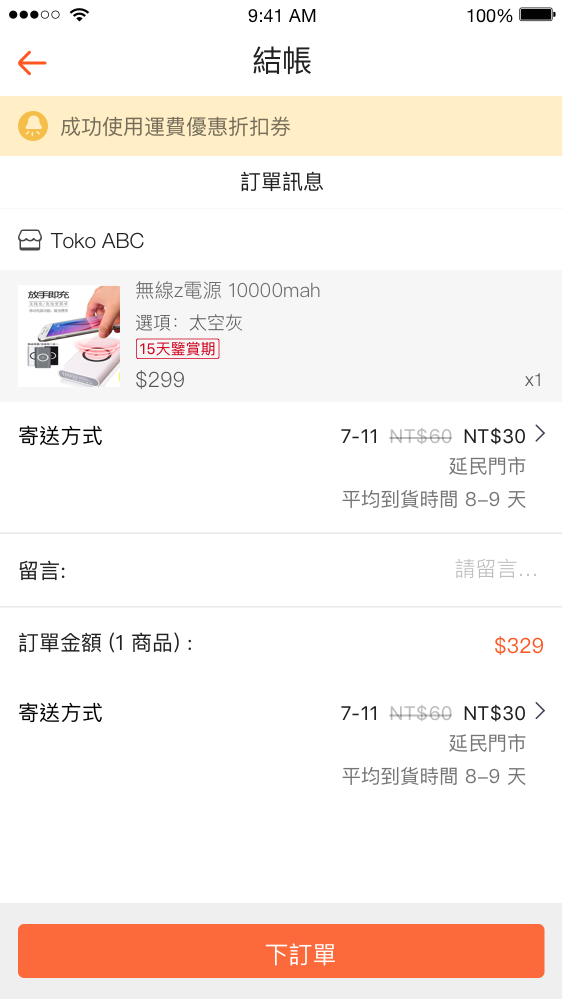 9:41 AM 100%
結帳
成功使用運費優惠折扣券
訂單訊息
Toko ABC
放手即充
無線z電源 10000mah
選項：太空灰
15天鑒賞期
$299 x1
寄送方式 7-11 NT$60 NT$30
延民門市
平均到貨時間 8–9 天
留言: 請留言...
訂單金額 (1 商品) : $329
寄送方式 7-11 NT$60 NT$30
延民門市
平均到貨時間 8–9 天
下訂單